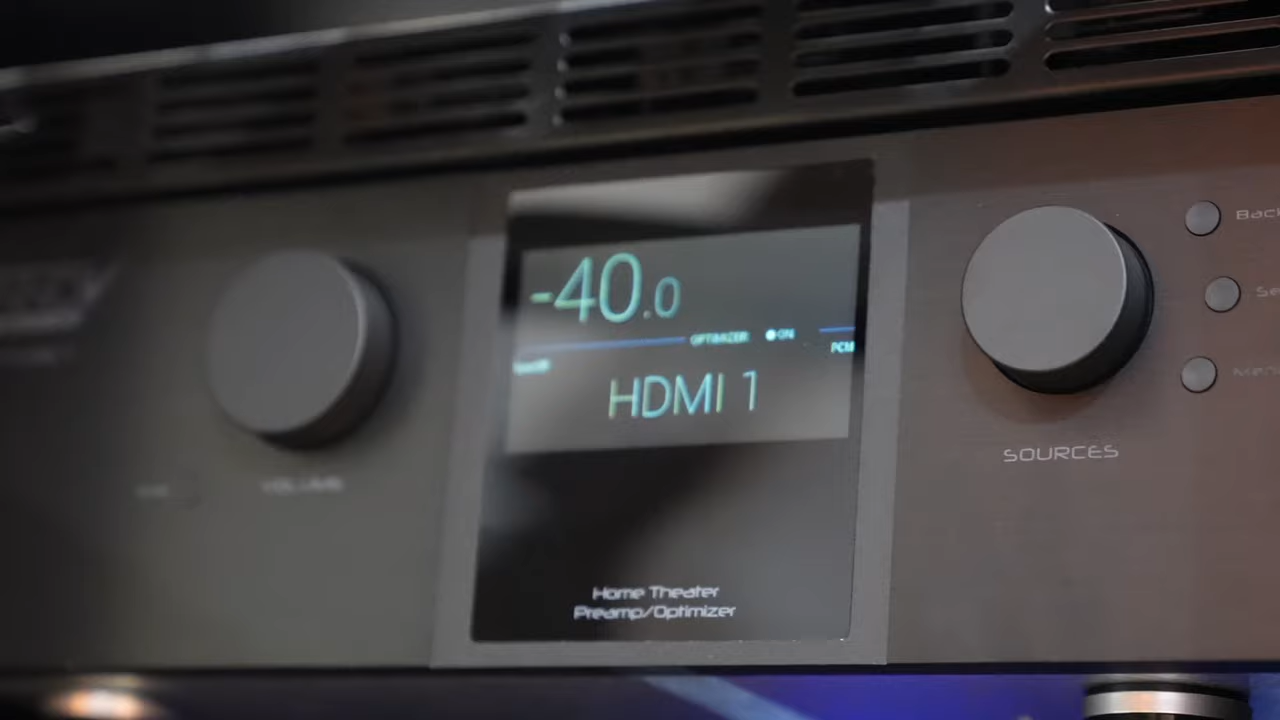 -40.0
OPTIMIZER ON
PCM
HDMI 1
Home Theater
Preamp/Optimizer
VOLUME
SOURCES
Back